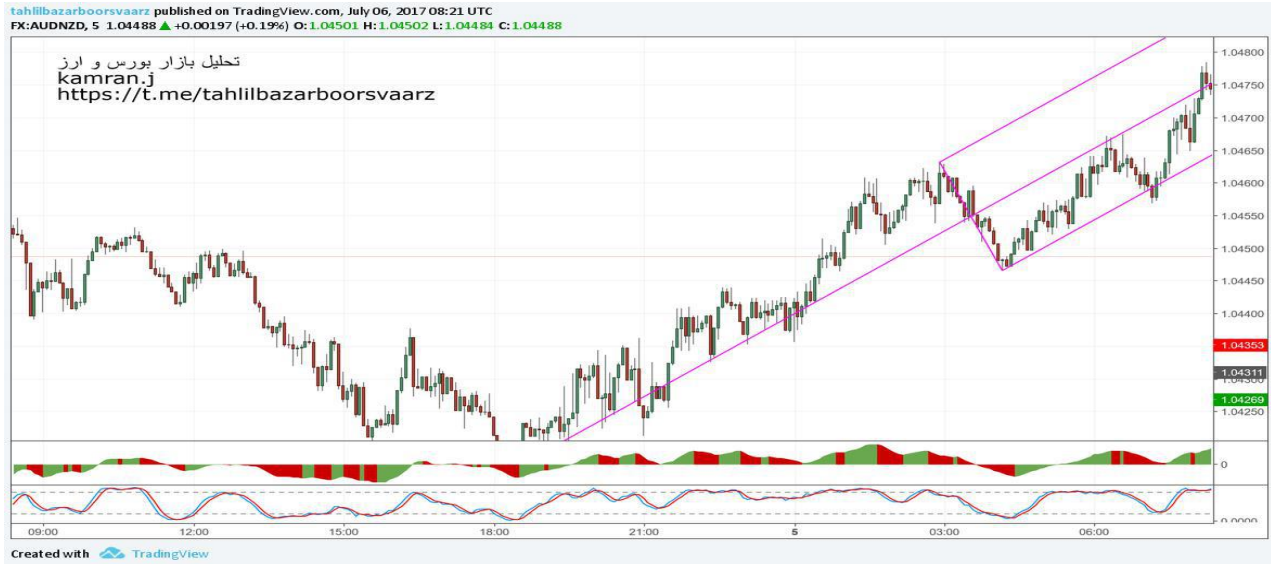 tahlilbazarboorsvaarz published on TradingView.com, July 06, 2017 08:21 UTC
FX:AUDNZD, 5 1.04488 ▲ +0.00197 (+0.19%) O:1.04501 H:1.04502 L:1.04484 C:1.04488
تحلیل بازار بورس و ارز
kamran.j
https://t.me/tahlilbazarboorsvaarz
1.04800
1.04750
1.04700
1.04650
1.04600
1.04550
1.04500
1.04450
1.04400
1.04353
1.04311
1.04300
1.04269
1.04250
0
0.0000
09:00 12:00 15:00 18:00 21:00 5 03:00 06:00
Created with TradingView